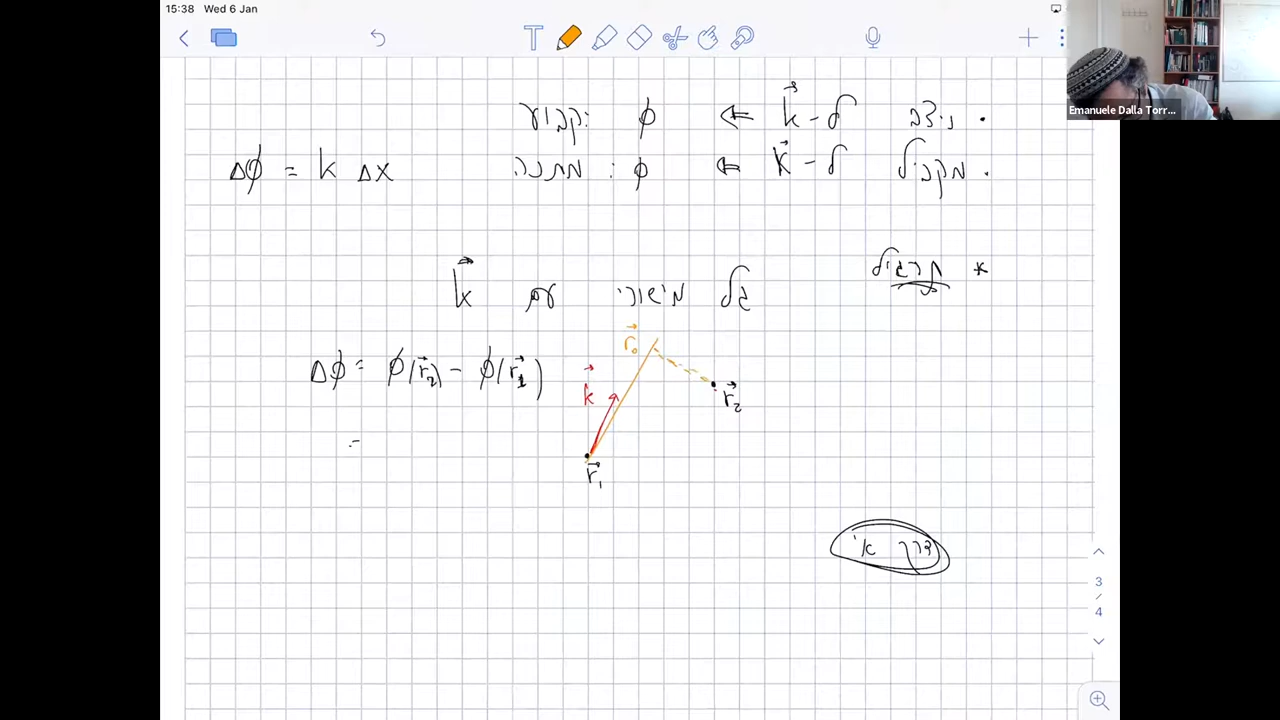 15:38 Wed 6 Jan
Emanuele Dalla Torr...
• ניצב ל-k⃗ ⇐ ϕ קבוע:
• מקביל ל-k⃗ ⇐ ϕ : משתנה Δϕ = k Δx
* תרגיל
גל מישורי עם k⃗
Δϕ = ϕ(r⃗₂) - ϕ(r⃗₁)
r⃗₀
k⃗
r⃗₂
=
r⃗₁
דרך א'
3
/
4